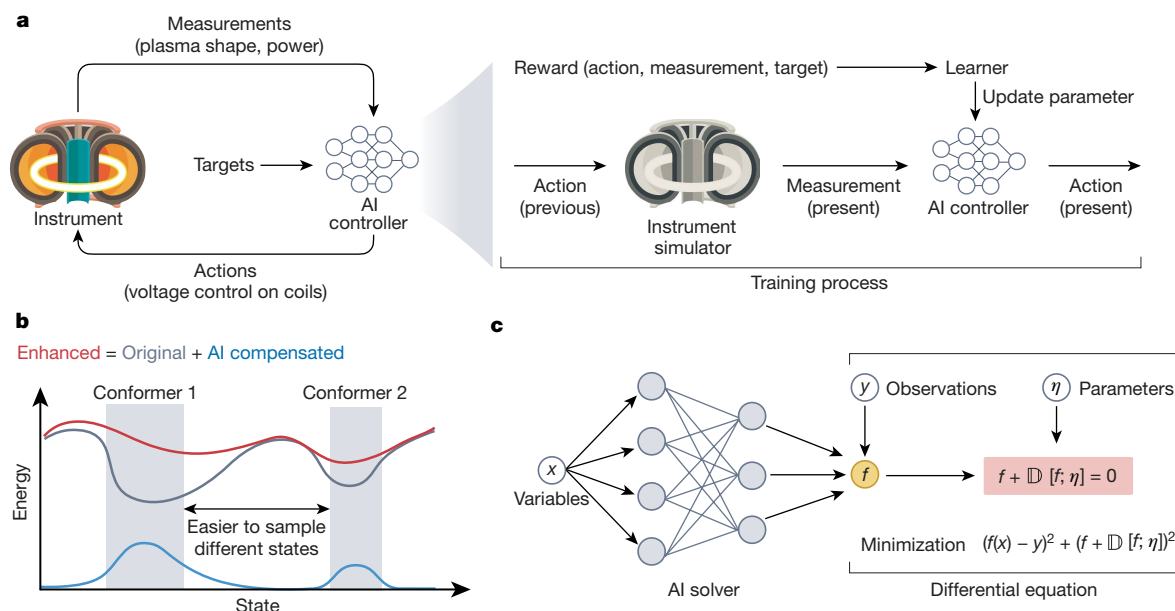 a
Measurements
(plasma shape, power)
Instrument
Targets
AI
controller
Actions
(voltage control on coils)
Reward (action, measurement, target)
Learner
Update parameter
Action
(previous)
Instrument
simulator
Measurement
(present)
AI controller
Action
(present)
Training process
b
Enhanced = Original + AI compensated
Conformer 1
Conformer 2
Energy
Easier to sample
different states
State
c
x
Variables
AI solver
y
Observations
η
Parameters
f
f + 𝔻 [f; η] = 0
Minimization (f(x) – y)² + (f + 𝔻 [f; η])²
Differential equation